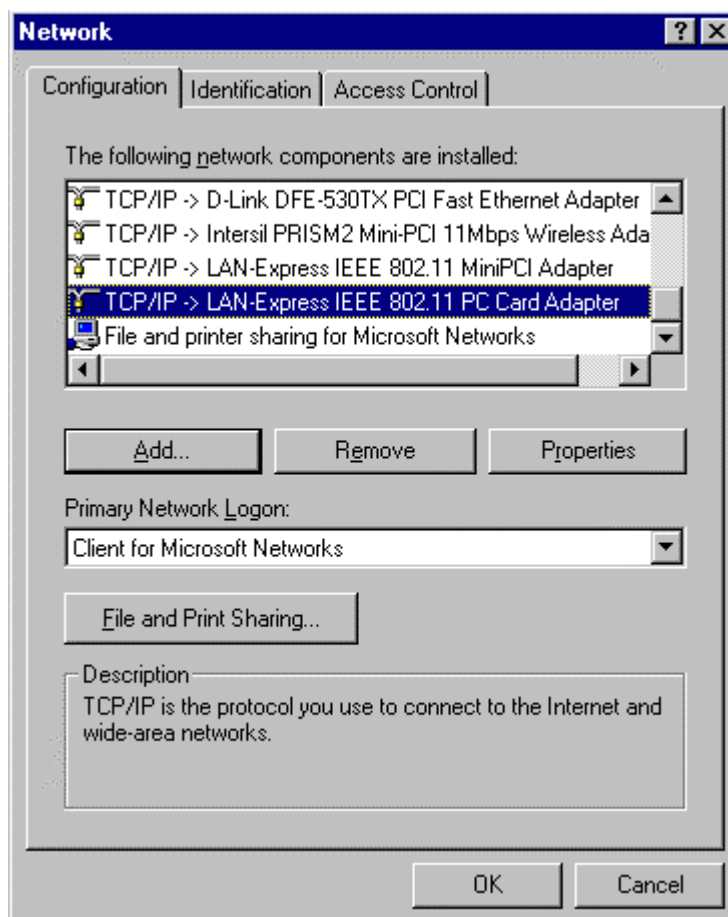 Network
Configuration
Identification
Access Control
The following network components are installed:
TCP/IP -> D-Link DFE-530TX PCI Fast Ethernet Adapter
TCP/IP -> Intersil PRISM2 Mini-PCI 11Mbps Wireless Ada
TCP/IP -> LAN-Express IEEE 802.11 MiniPCI Adapter
TCP/IP -> LAN-Express IEEE 802.11 PC Card Adapter
File and printer sharing for Microsoft Networks
Add...
Remove
Properties
Primary Network Logon:
Client for Microsoft Networks
File and Print Sharing...
Description
TCP/IP is the protocol you use to connect to the Internet and
wide-area networks.
OK
Cancel